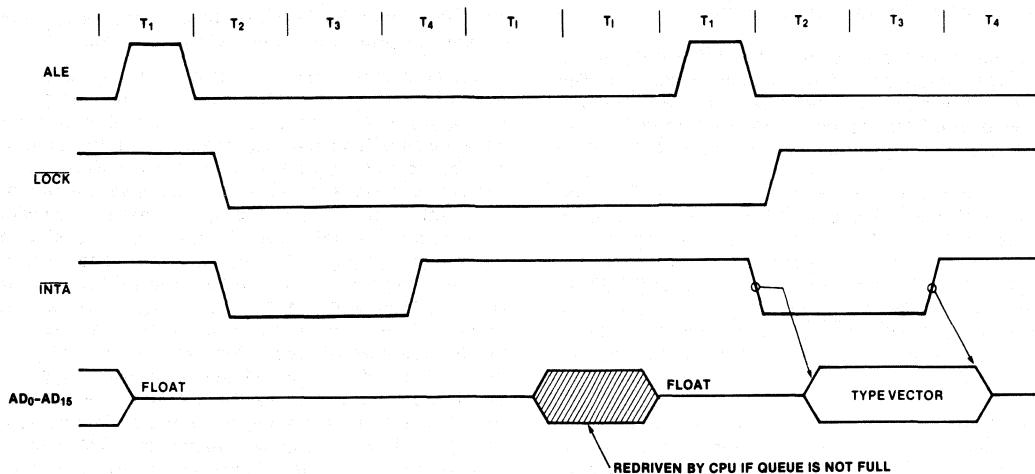 T1 T2 T3 T4 TI TI T1 T2 T3 T4
ALE
LOCK
INTA
AD0-AD15
FLOAT
FLOAT
TYPE VECTOR
REDRIVEN BY CPU IF QUEUE IS NOT FULL